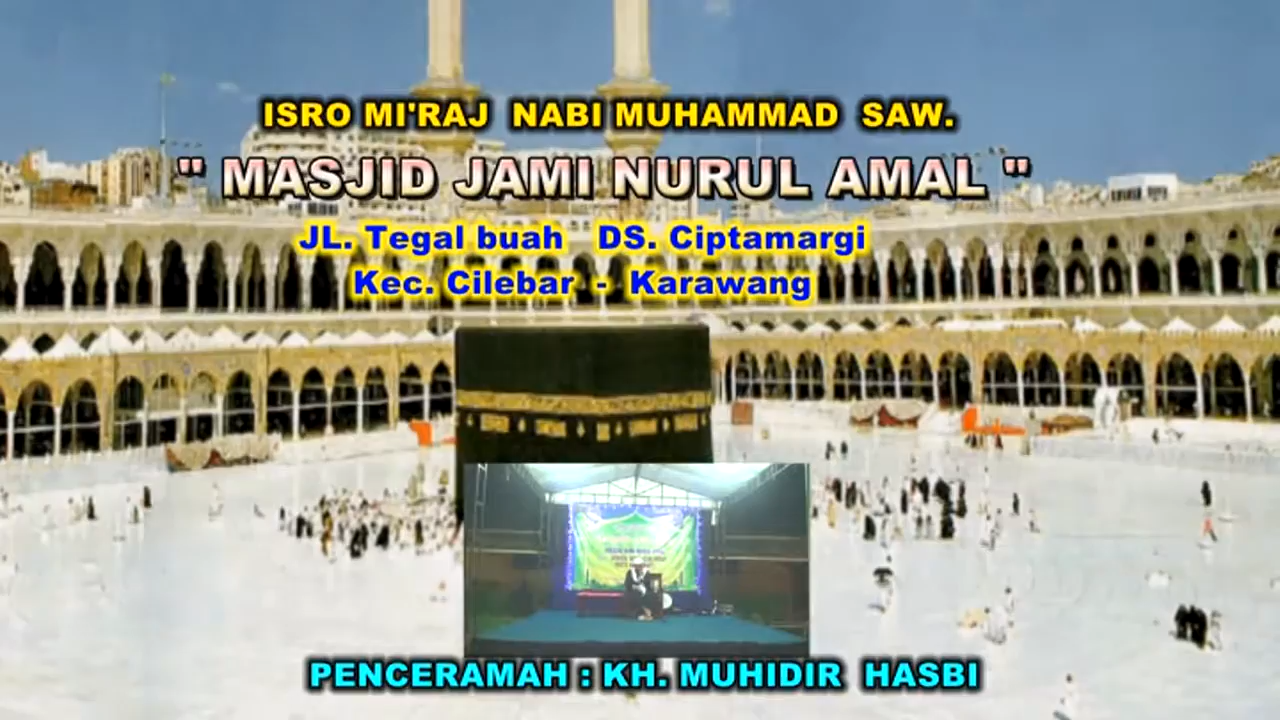 ISRO MI'RAJ NABI MUHAMMAD SAW.
" MASJID JAMI NURUL AMAL "
JL. Tegal buah DS. Ciptamargi
Kec. Cilebar - Karawang
PENCERAMAH : KH. MUHIDIR HASBI